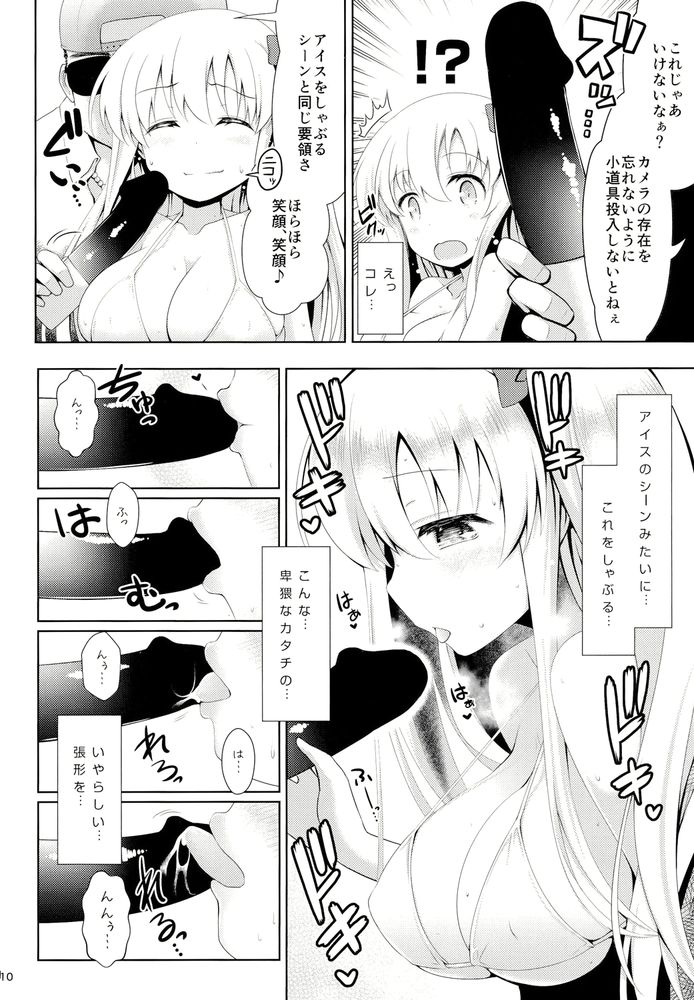 これじゃあ
いけないなぁ?
カメラの存在を
忘れないように
小道具投入しないとねぇ
ズズ…
!?
えっ
コレ…
アイスをしゃぶる
シーンと同じ要領さ
ニコッ
ほらほら
笑顔、笑顔♪
アイスのシーンみたいに…
これをしゃぶる…
ドキ
ドキ
こんな…
卑猥なカタチの…
はぁ
はぁ
ふー
ドキ
ドキ
ちゅっ
んっ…
はむっ
ふっ
れろっ
んぅ…
は…
いやらしい…
張形を…
れろ…
んんぅ…
10